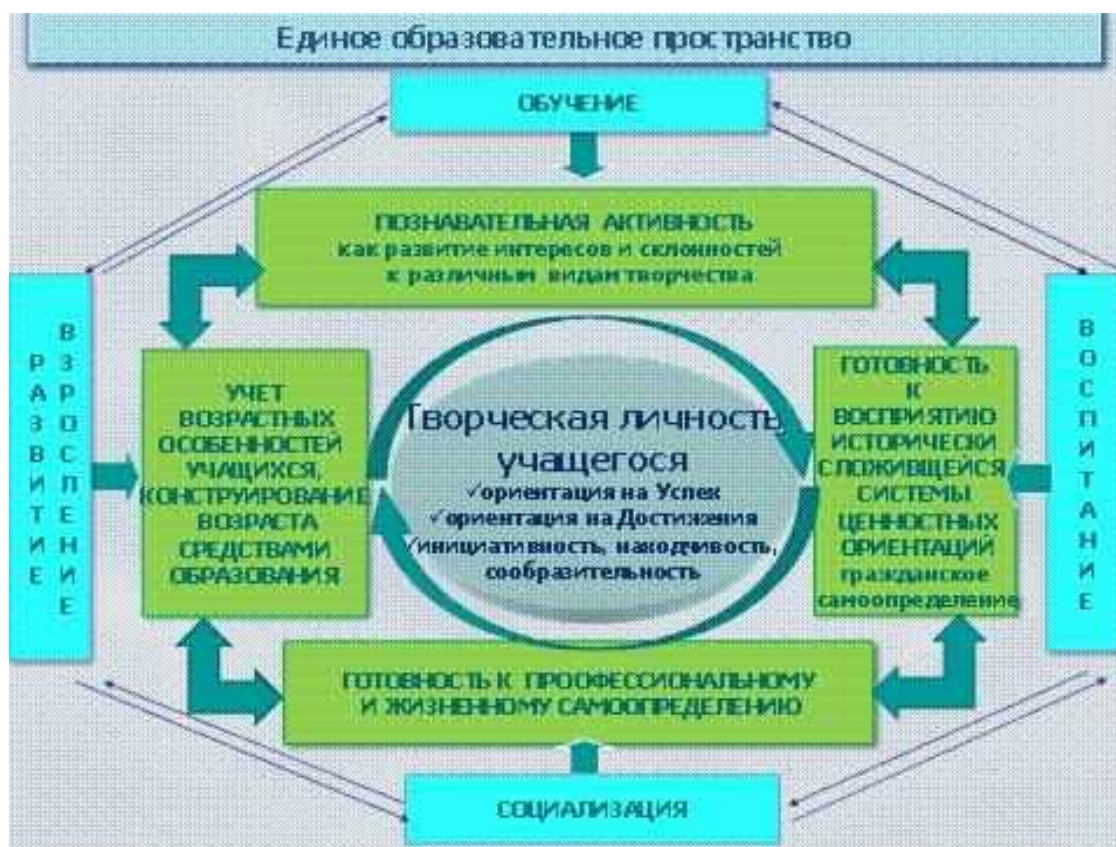 Единое образовательное пространство
ОБУЧЕНИЕ
ПОЗНАВАТЕЛЬНАЯ АКТИВНОСТЬ
как развитие интересов и склонностей
к различным видам творчества
РАЗВИТИЕ
ВЗРОСЛЕНИЕ
УЧЕТ
ВОЗРАСТНЫХ
ОСОБЕННОСТЕЙ
УЧАЩИХСЯ,
КОНСТРУИРОВАНИЕ
ВОЗРАСТА
СРЕДСТВАМИ
ОБРАЗОВАНИЯ
Творческая личность
учащегося
✓ориентация на Успех
✓ориентация на Достижения
✓инициативность, находчивость,
сообразительность
ГОТОВНОСТЬ
К
ВОСПРИЯТИЮ
ИСТОРИЧЕСКИ
СЛОЖИВЩЕЙСЯ
СИСТЕМЫ
ЦЕННОСТНЫХ
ОРИЕНТАЦИЙ
гражданское
самоопределение
ВОСПИТАНИЕ
ГОТОВНОСТЬ К ПРООФЕССИОНАЛЬНОМУ
И ЖИЗНЕННОМУ САМООПРЕДЕЛЕНИЮ
СОЦИАЛИЗАЦИЯ